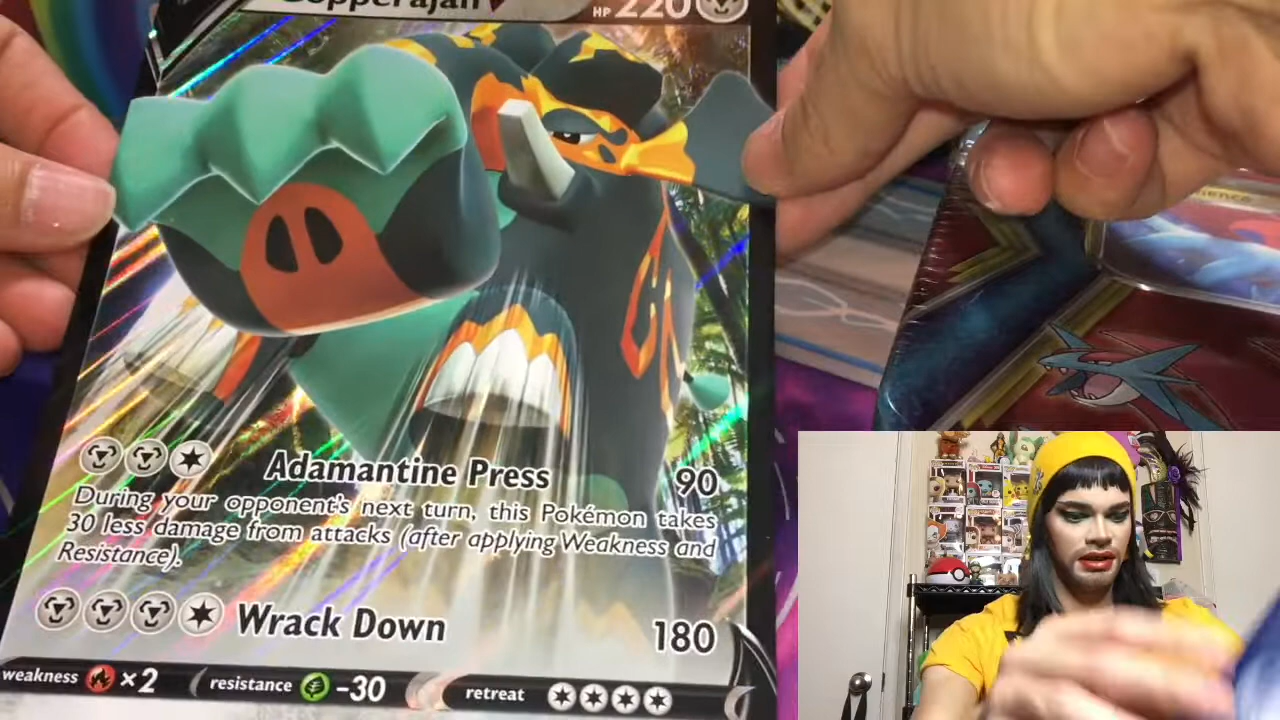 Copperajah
HP 220
Adamantine Press 90
During your opponent's next turn, this Pokémon takes
30 less damage from attacks (after applying Weakness and
Resistance).
Wrack Down 180
weakness ×2 resistance -30 retreat